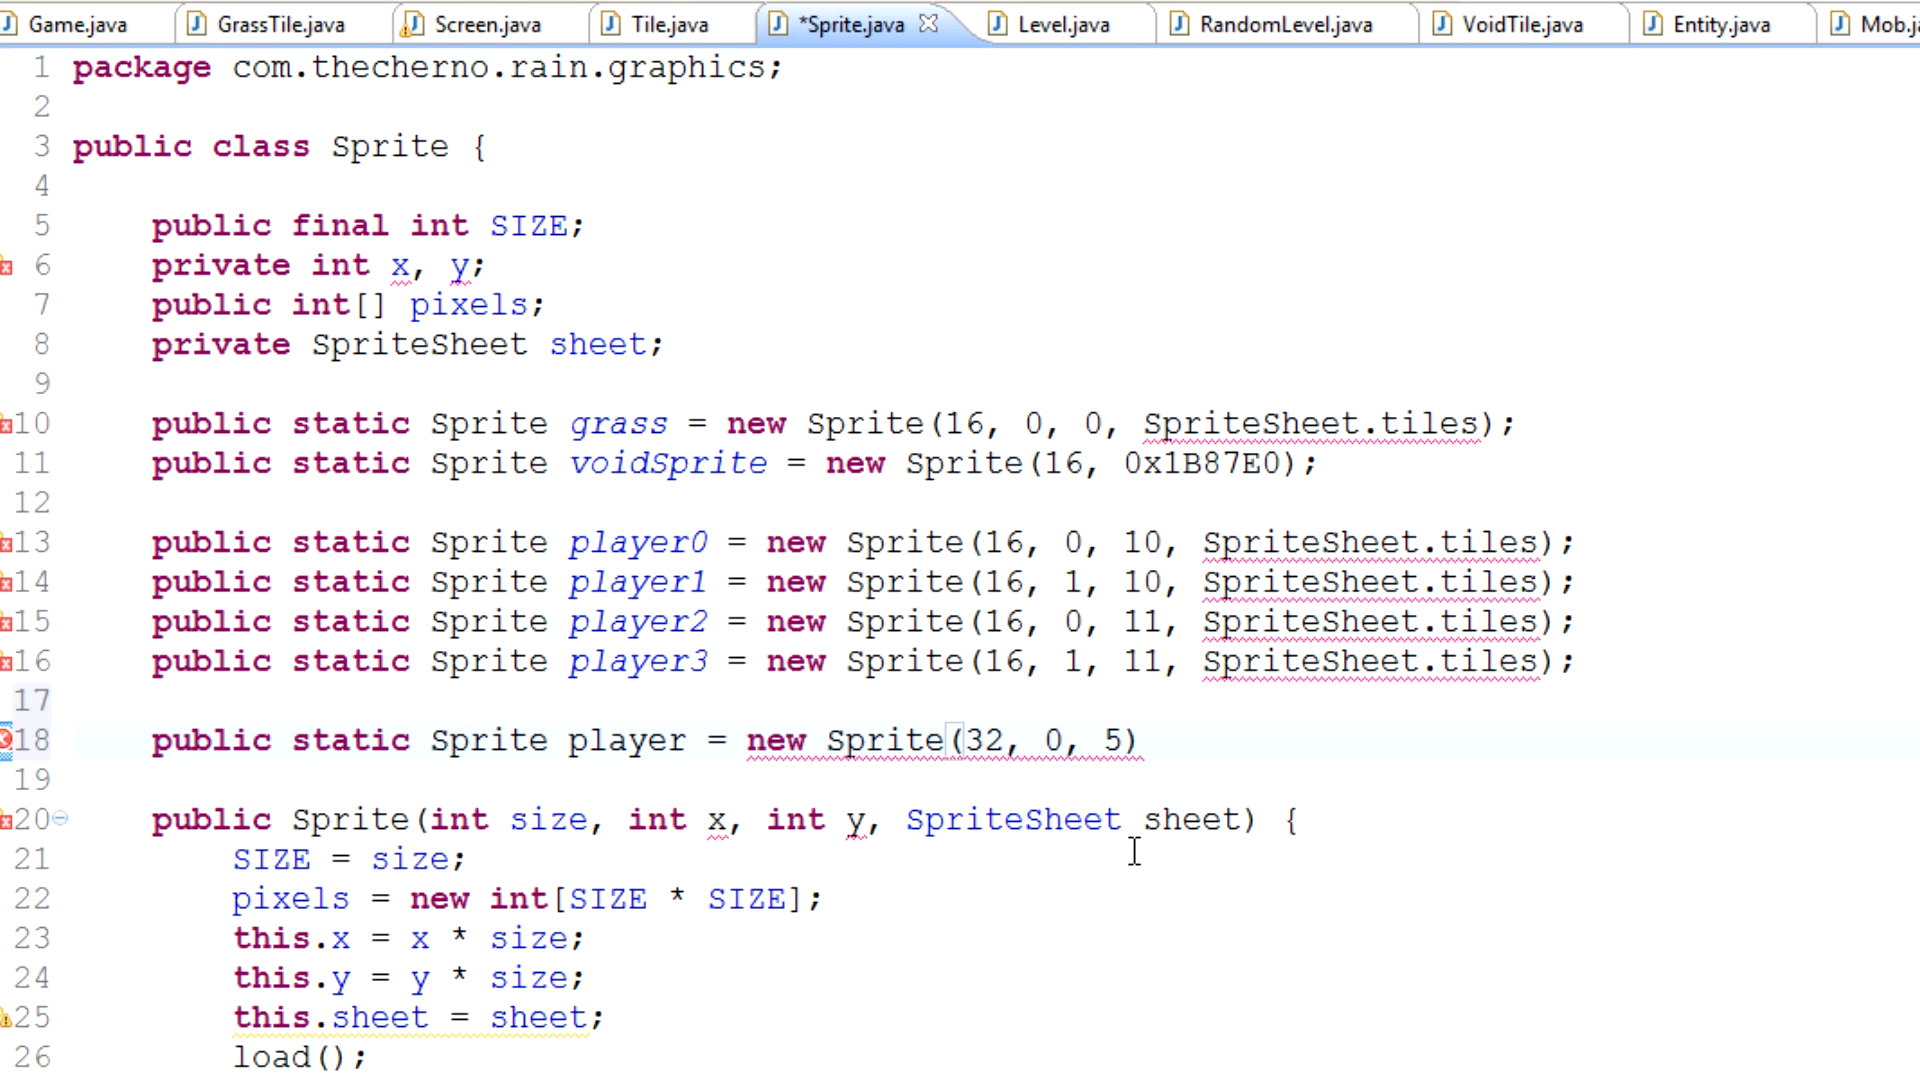 Game.java GrassTile.java Screen.java Tile.java *Sprite.java Level.java RandomLevel.java VoidTile.java Entity.java
1 package com.thecherno.rain.graphics;
2
3 public class Sprite {
4
5 public final int SIZE;
6 private int x, y;
7 public int[] pixels;
8 private SpriteSheet sheet;
9
10 public static Sprite grass = new Sprite(16, 0, 0, SpriteSheet.tiles);
11 public static Sprite voidSprite = new Sprite(16, 0x1B87E0);
12
13 public static Sprite player0 = new Sprite(16, 0, 10, SpriteSheet.tiles);
14 public static Sprite player1 = new Sprite(16, 1, 10, SpriteSheet.tiles);
15 public static Sprite player2 = new Sprite(16, 0, 11, SpriteSheet.tiles);
16 public static Sprite player3 = new Sprite(16, 1, 11, SpriteSheet.tiles);
17
18 public static Sprite player = new Sprite(32, 0, 5)
19
20 public Sprite(int size, int x, int y, SpriteSheet sheet) {
21 SIZE = size;
22 pixels = new int[SIZE * SIZE];
23 this.x = x * size;
24 this.y = y * size;
25 this.sheet = sheet;
26 load();